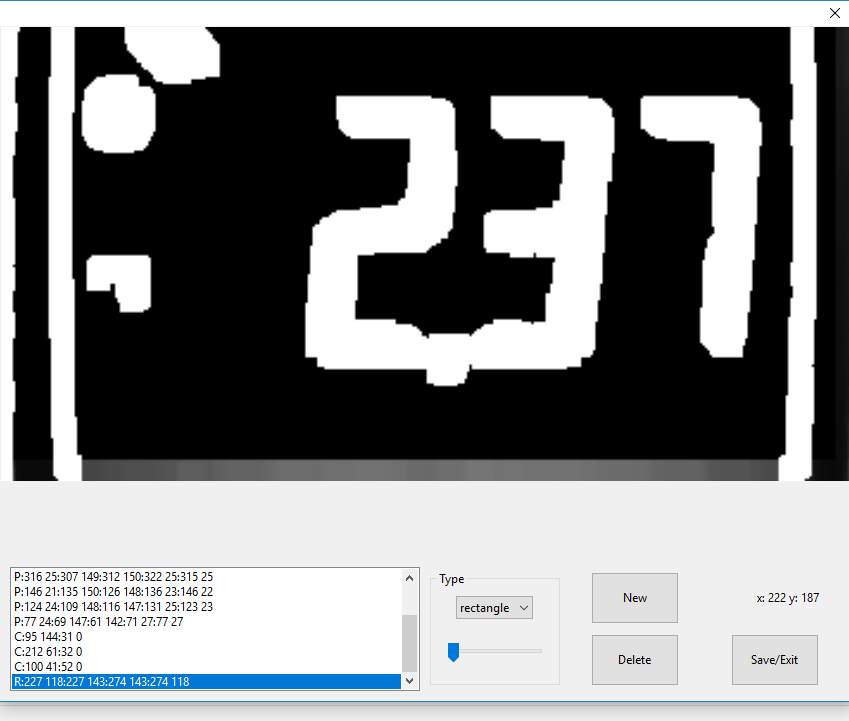 237
P:316 25:307 149:312 150:322 25:315 25
P:146 21:135 150:126 148:136 23:146 22
P:124 24:109 148:116 147:131 25:123 23
P:77 24:69 147:61 142:71 27:77 27
C:95 144:31 0
C:212 61:32 0
C:100 41:52 0
R:227 118:227 143:274 143:274 118
Type
rectangle
New
Delete
x: 222 y: 187
Save/Exit